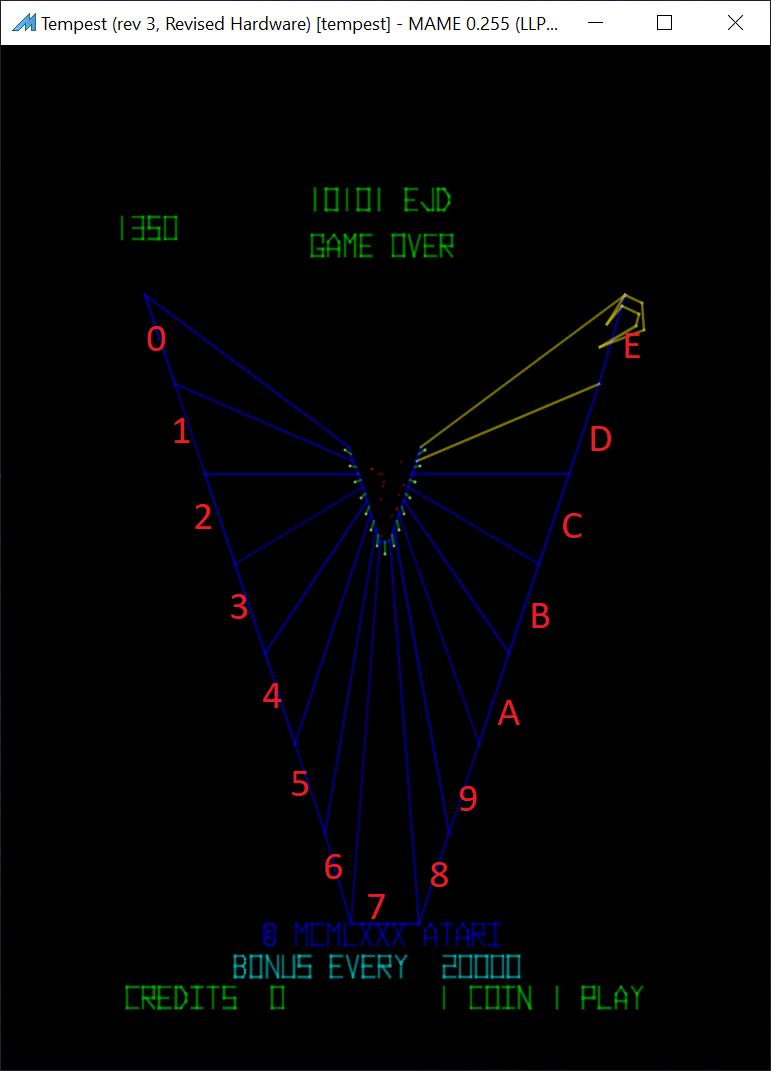 Tempest (rev 3, Revised Hardware) [tempest] - MAME 0.255 (LLP...
10101 EJD
1350
GAME OVER
0
E
1
D
2
C
3
B
4
A
5
9
6
8
7
© MCMLXXX ATARI
BONUS EVERY 20000
CREDITS 0 1 COIN 1 PLAY